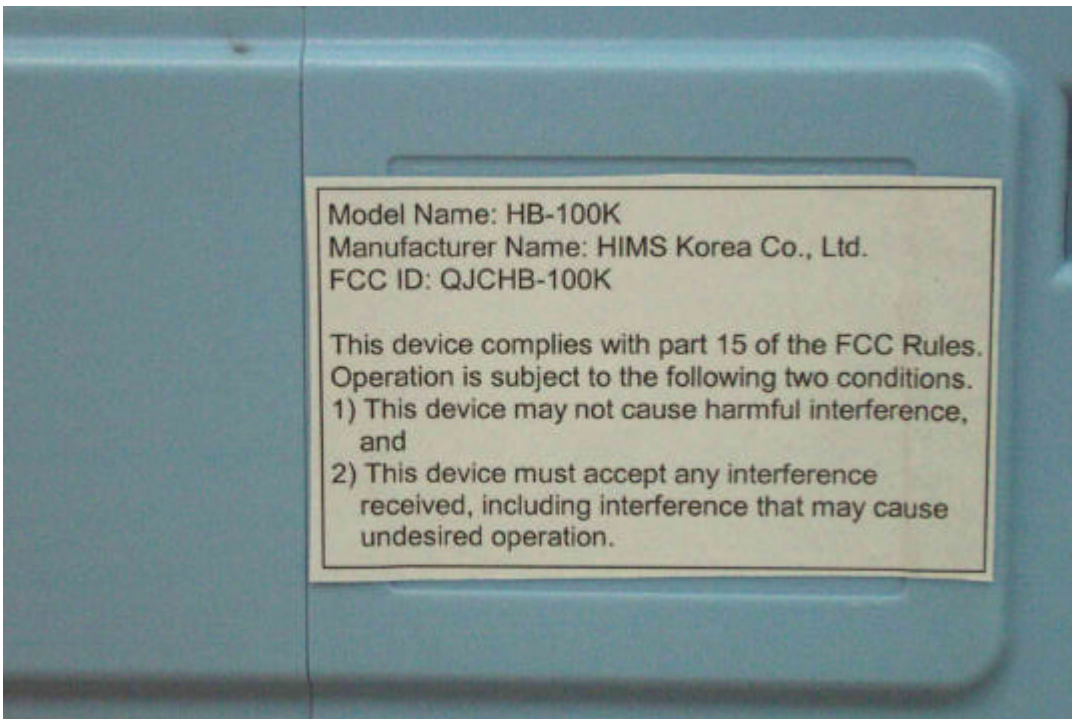 Model Name: HB-100K
Manufacturer Name: HIMS Korea Co., Ltd.
FCC ID: QJCHB-100K
This device complies with part 15 of the FCC Rules.
Operation is subject to the following two conditions.
1) This device may not cause harmful interference,
and
2) This device must accept any interference
received, including interference that may cause
undesired operation.